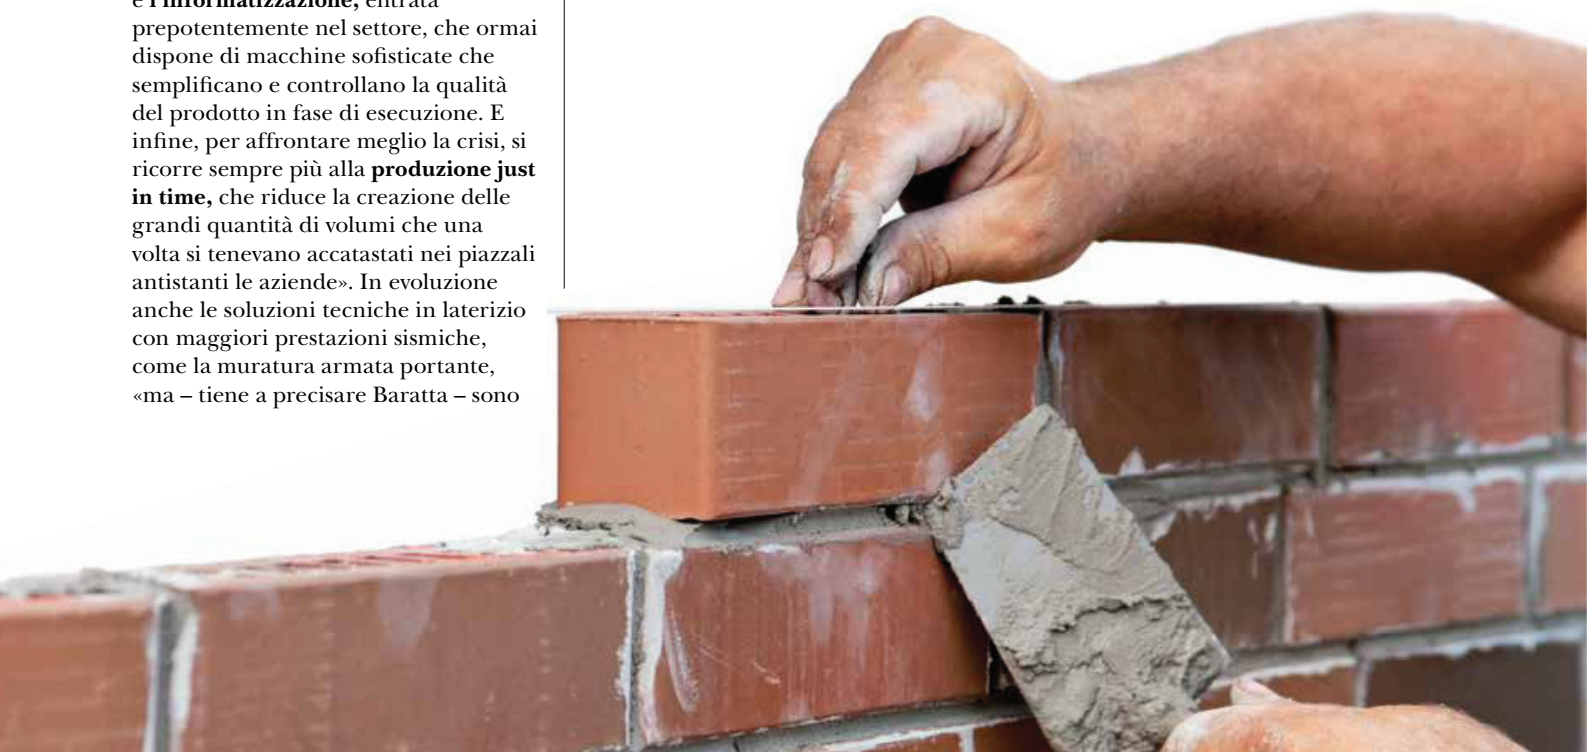 e l'informatizzazione, entrata
prepotentemente nel settore, che ormai
dispone di macchine sofisticate che
semplificano e controllano la qualità
del prodotto in fase di esecuzione. E
infine, per affrontare meglio la crisi, si
ricorre sempre più alla produzione just
in time, che riduce la creazione delle
grandi quantità di volumi che una
volta si tenevano accatastati nei piazzali
antistanti le aziende». In evoluzione
anche le soluzioni tecniche in laterizio
con maggiori prestazioni sismiche,
come la muratura armata portante,
«ma – tiene a precisare Baratta – sono